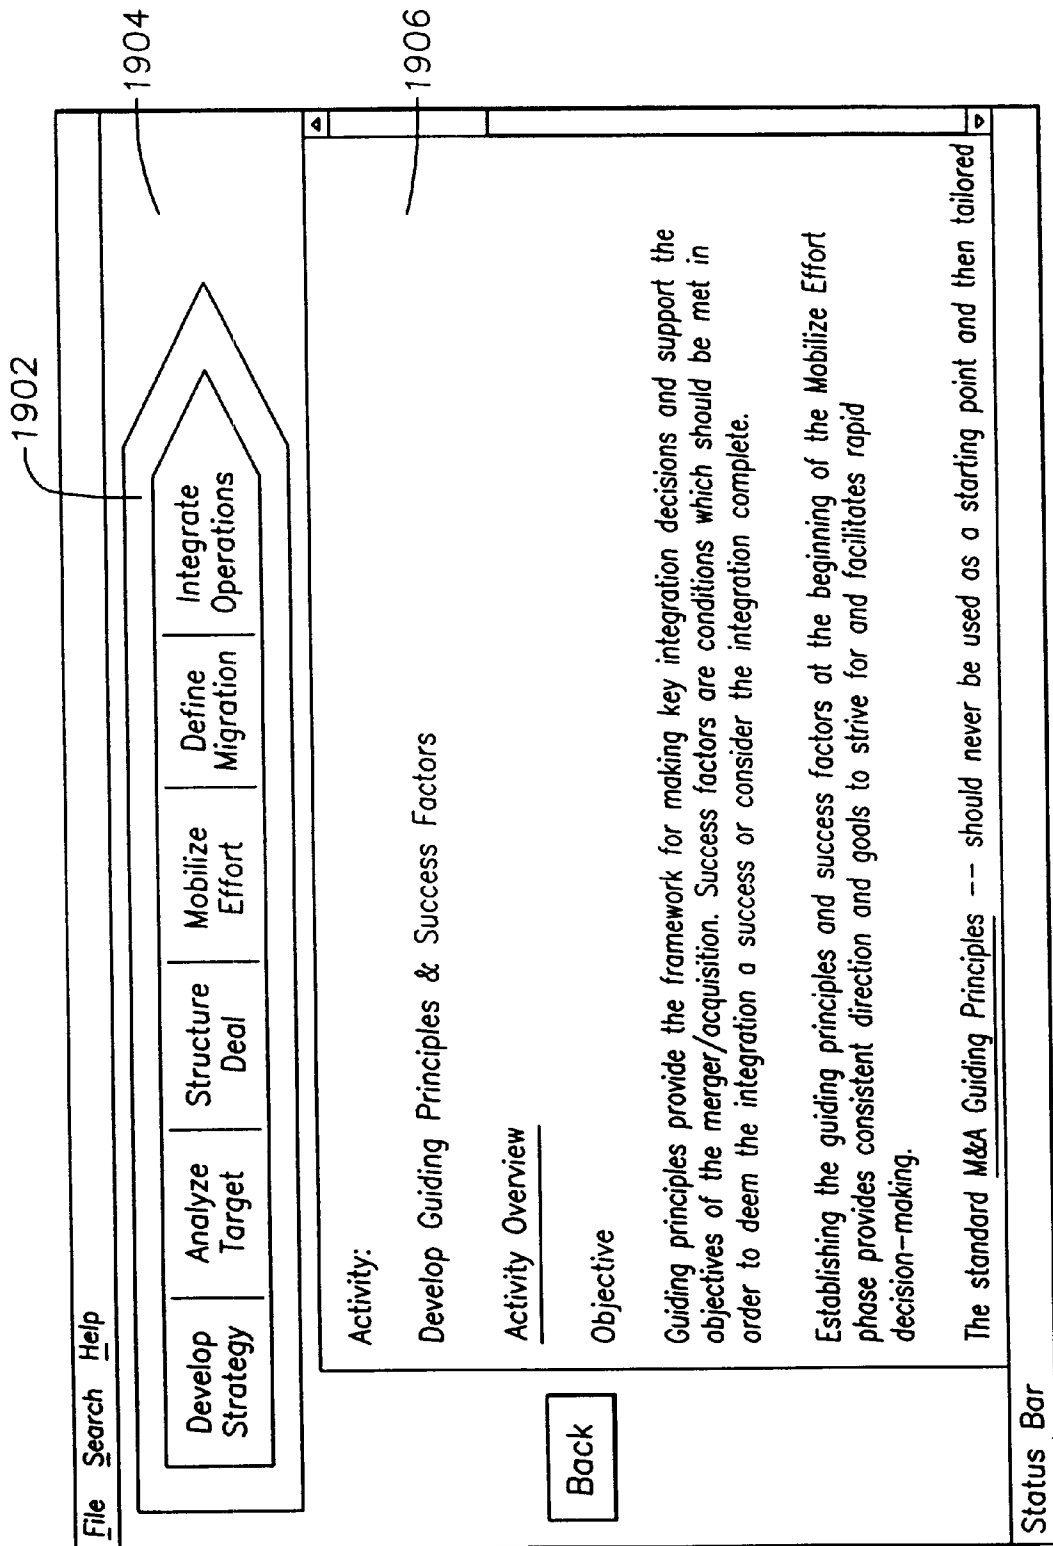 1902
1904
1906
File Search Help
Develop
Strategy
Analyze
Target
Structure
Deal
Mobilize
Effort
Define
Migration
Integrate
Operations
Back
Activity:
Develop Guiding Principles & Success Factors
Activity Overview
Objective
Guiding principles provide the framework for making key integration decisions and support the
objectives of the merger/acquisition. Success factors are conditions which should be met in
order to deem the integration a success or consider the integration complete.
Establishing the guiding principles and success factors at the beginning of the Mobilize Effort
phase provides consistent direction and goals to strive for and facilitates rapid
decision-making.
The standard M&A Guiding Principles -- should never be used as a starting point and then tailored
Status Bar